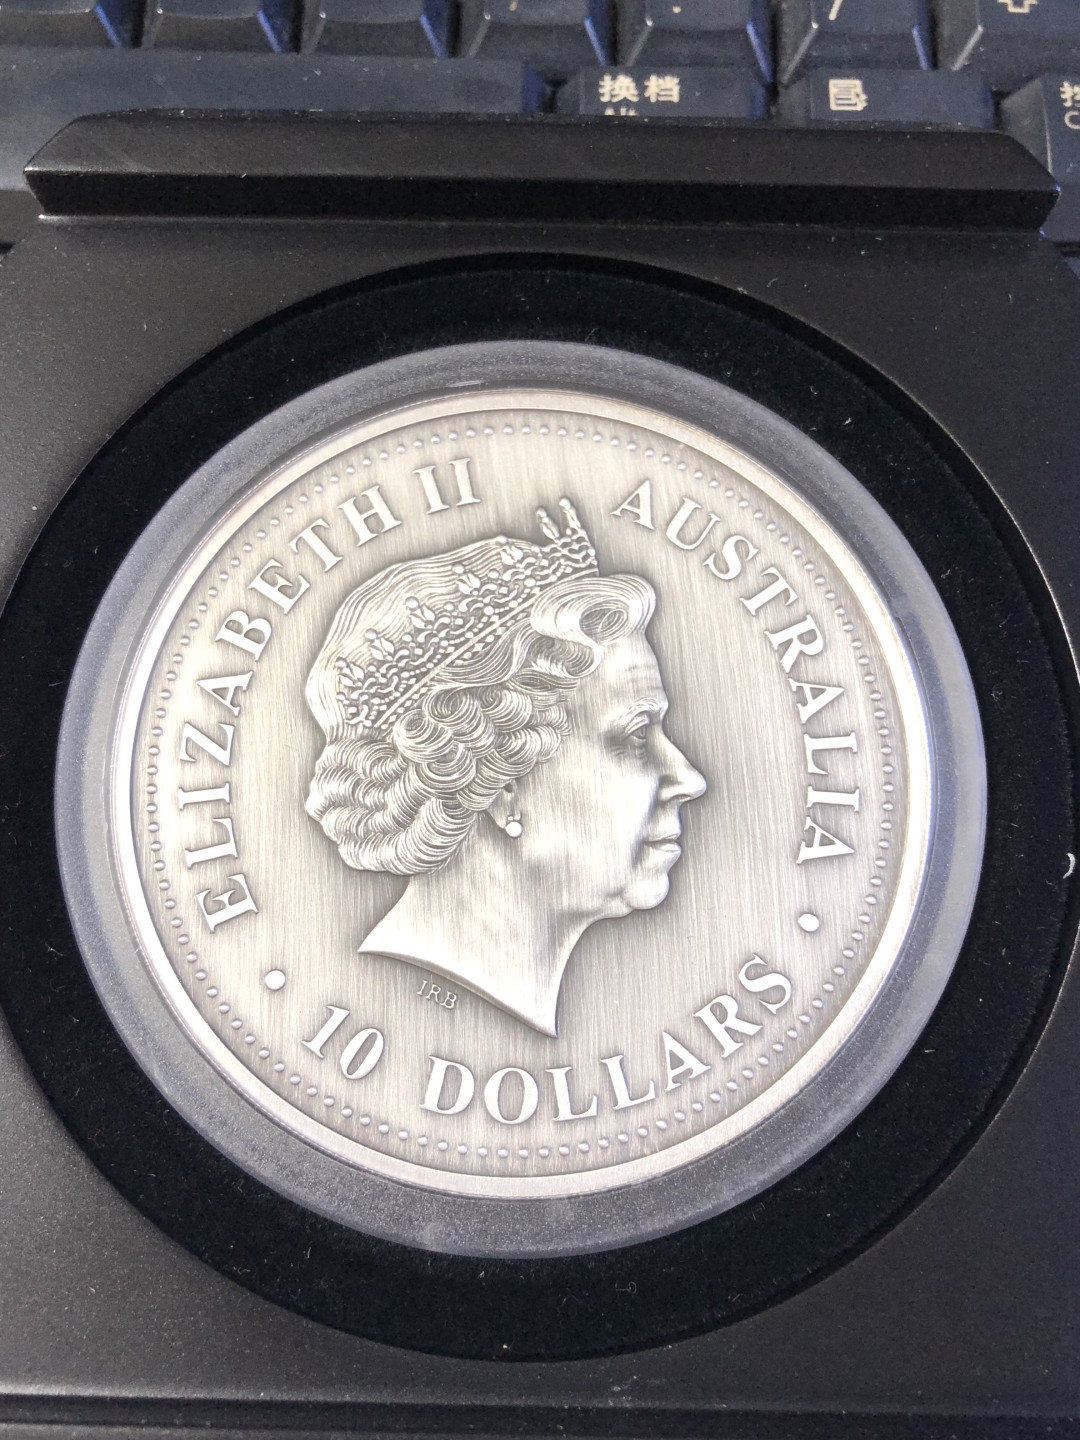 换档
ELIZABETH II
AUSTRALIA
IRB
10 DOLLARS